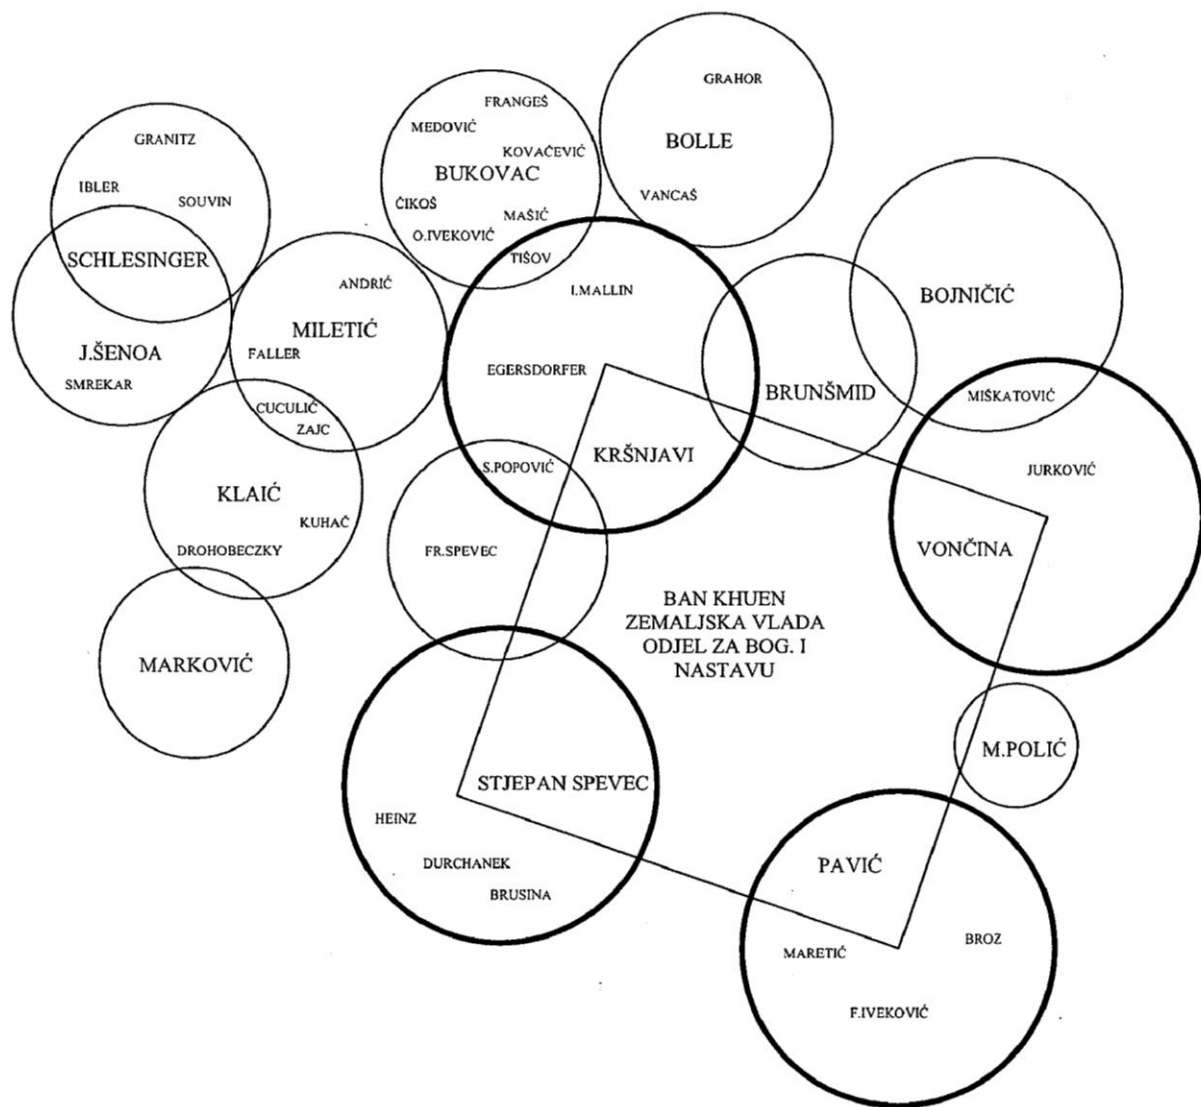 GRAHOR
BOLLE
VANCAŠ
FRANGEŠ
MEDOVIĆ
KOVAČEVIĆ
BUKOVAC
ČIKOŠ
MAŠIĆ
O.IVEKOVIĆ
TIŠOV
GRANITZ
IBLER
SOUVIN
SCHLESINGER
J.ŠENOA
SMREKAR
ANDRIĆ
MILETIĆ
FALLER
CUCULIĆ
ZAJC
I.MALLIN
EGERSDORFER
KRŠNJAVI
S.POPOVIĆ
BRUNŠMID
BOJNIČIĆ
MIŠKATOVIĆ
JURKOVIĆ
VONČINA
KLAIĆ
KUHAČ
DROHOBECZKY
FR.SPEVEC
MARKOVIĆ
BAN KHUEN
ZEMALJSKA VLADA
ODJEL ZA BOG. I
NASTAVU
M.POLIĆ
STJEPAN SPEVEC
HEINZ
DURCHANEK
BRUSINA
PAVIĆ
MARETIĆ
BROZ
F.IVEKOVIĆ